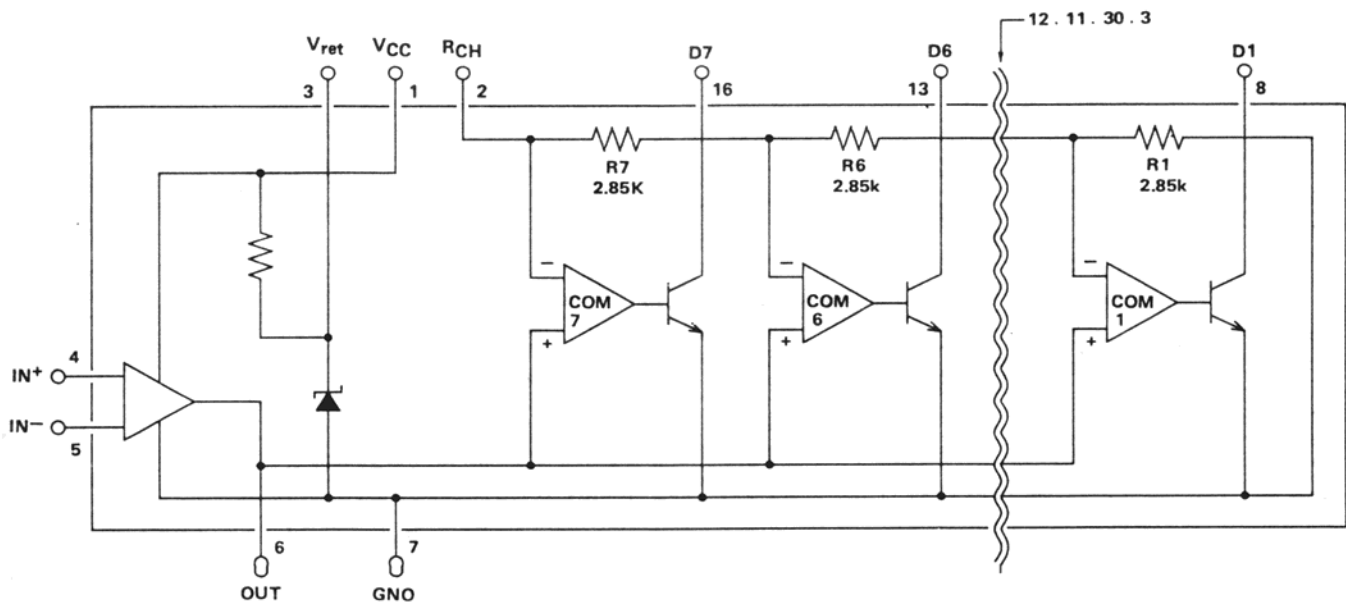 12 . 11 . 30 . 3
Vret VCC RCH D7 D6 D1
3 1 2 16 13 8
R7 R6 R1
2.85K 2.85k 2.85k
− − −
COM COM COM
7 6 1
+ + +
4
IN+
IN−
5
6 7
OUT GNO